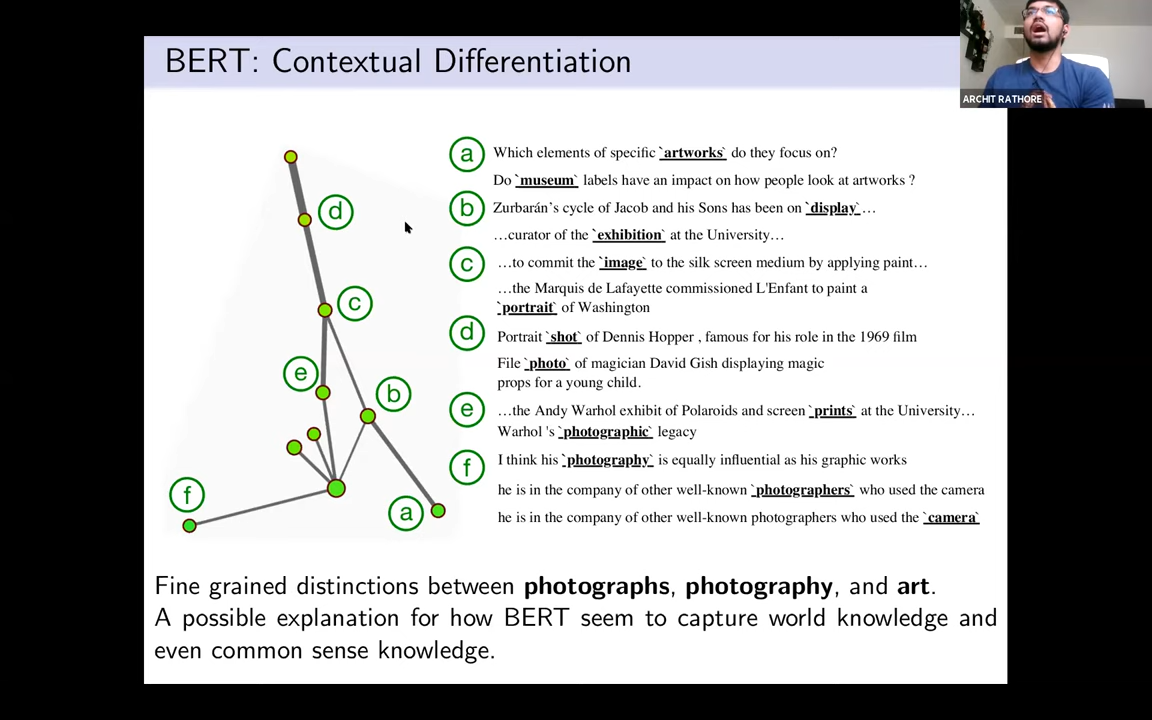 BERT: Contextual Differentiation
ARCHIT RATHORE
d
c
e
b
f
a
a Which elements of specific `artworks` do they focus on?
Do `museum` labels have an impact on how people look at artworks ?
b Zurbarán's cycle of Jacob and his Sons has been on `display`…
…curator of the `exhibition` at the University…
c …to commit the `image` to the silk screen medium by applying paint…
…the Marquis de Lafayette commissioned L'Enfant to paint a
`portrait` of Washington
d Portrait `shot` of Dennis Hopper , famous for his role in the 1969 film
File `photo` of magician David Gish displaying magic
props for a young child.
e …the Andy Warhol exhibit of Polaroids and screen `prints` at the University…
Warhol 's `photographic` legacy
f I think his `photography` is equally influential as his graphic works
he is in the company of other well-known `photographers` who used the camera
he is in the company of other well-known photographers who used the `camera`
Fine grained distinctions between photographs, photography, and art.
A possible explanation for how BERT seem to capture world knowledge and
even common sense knowledge.